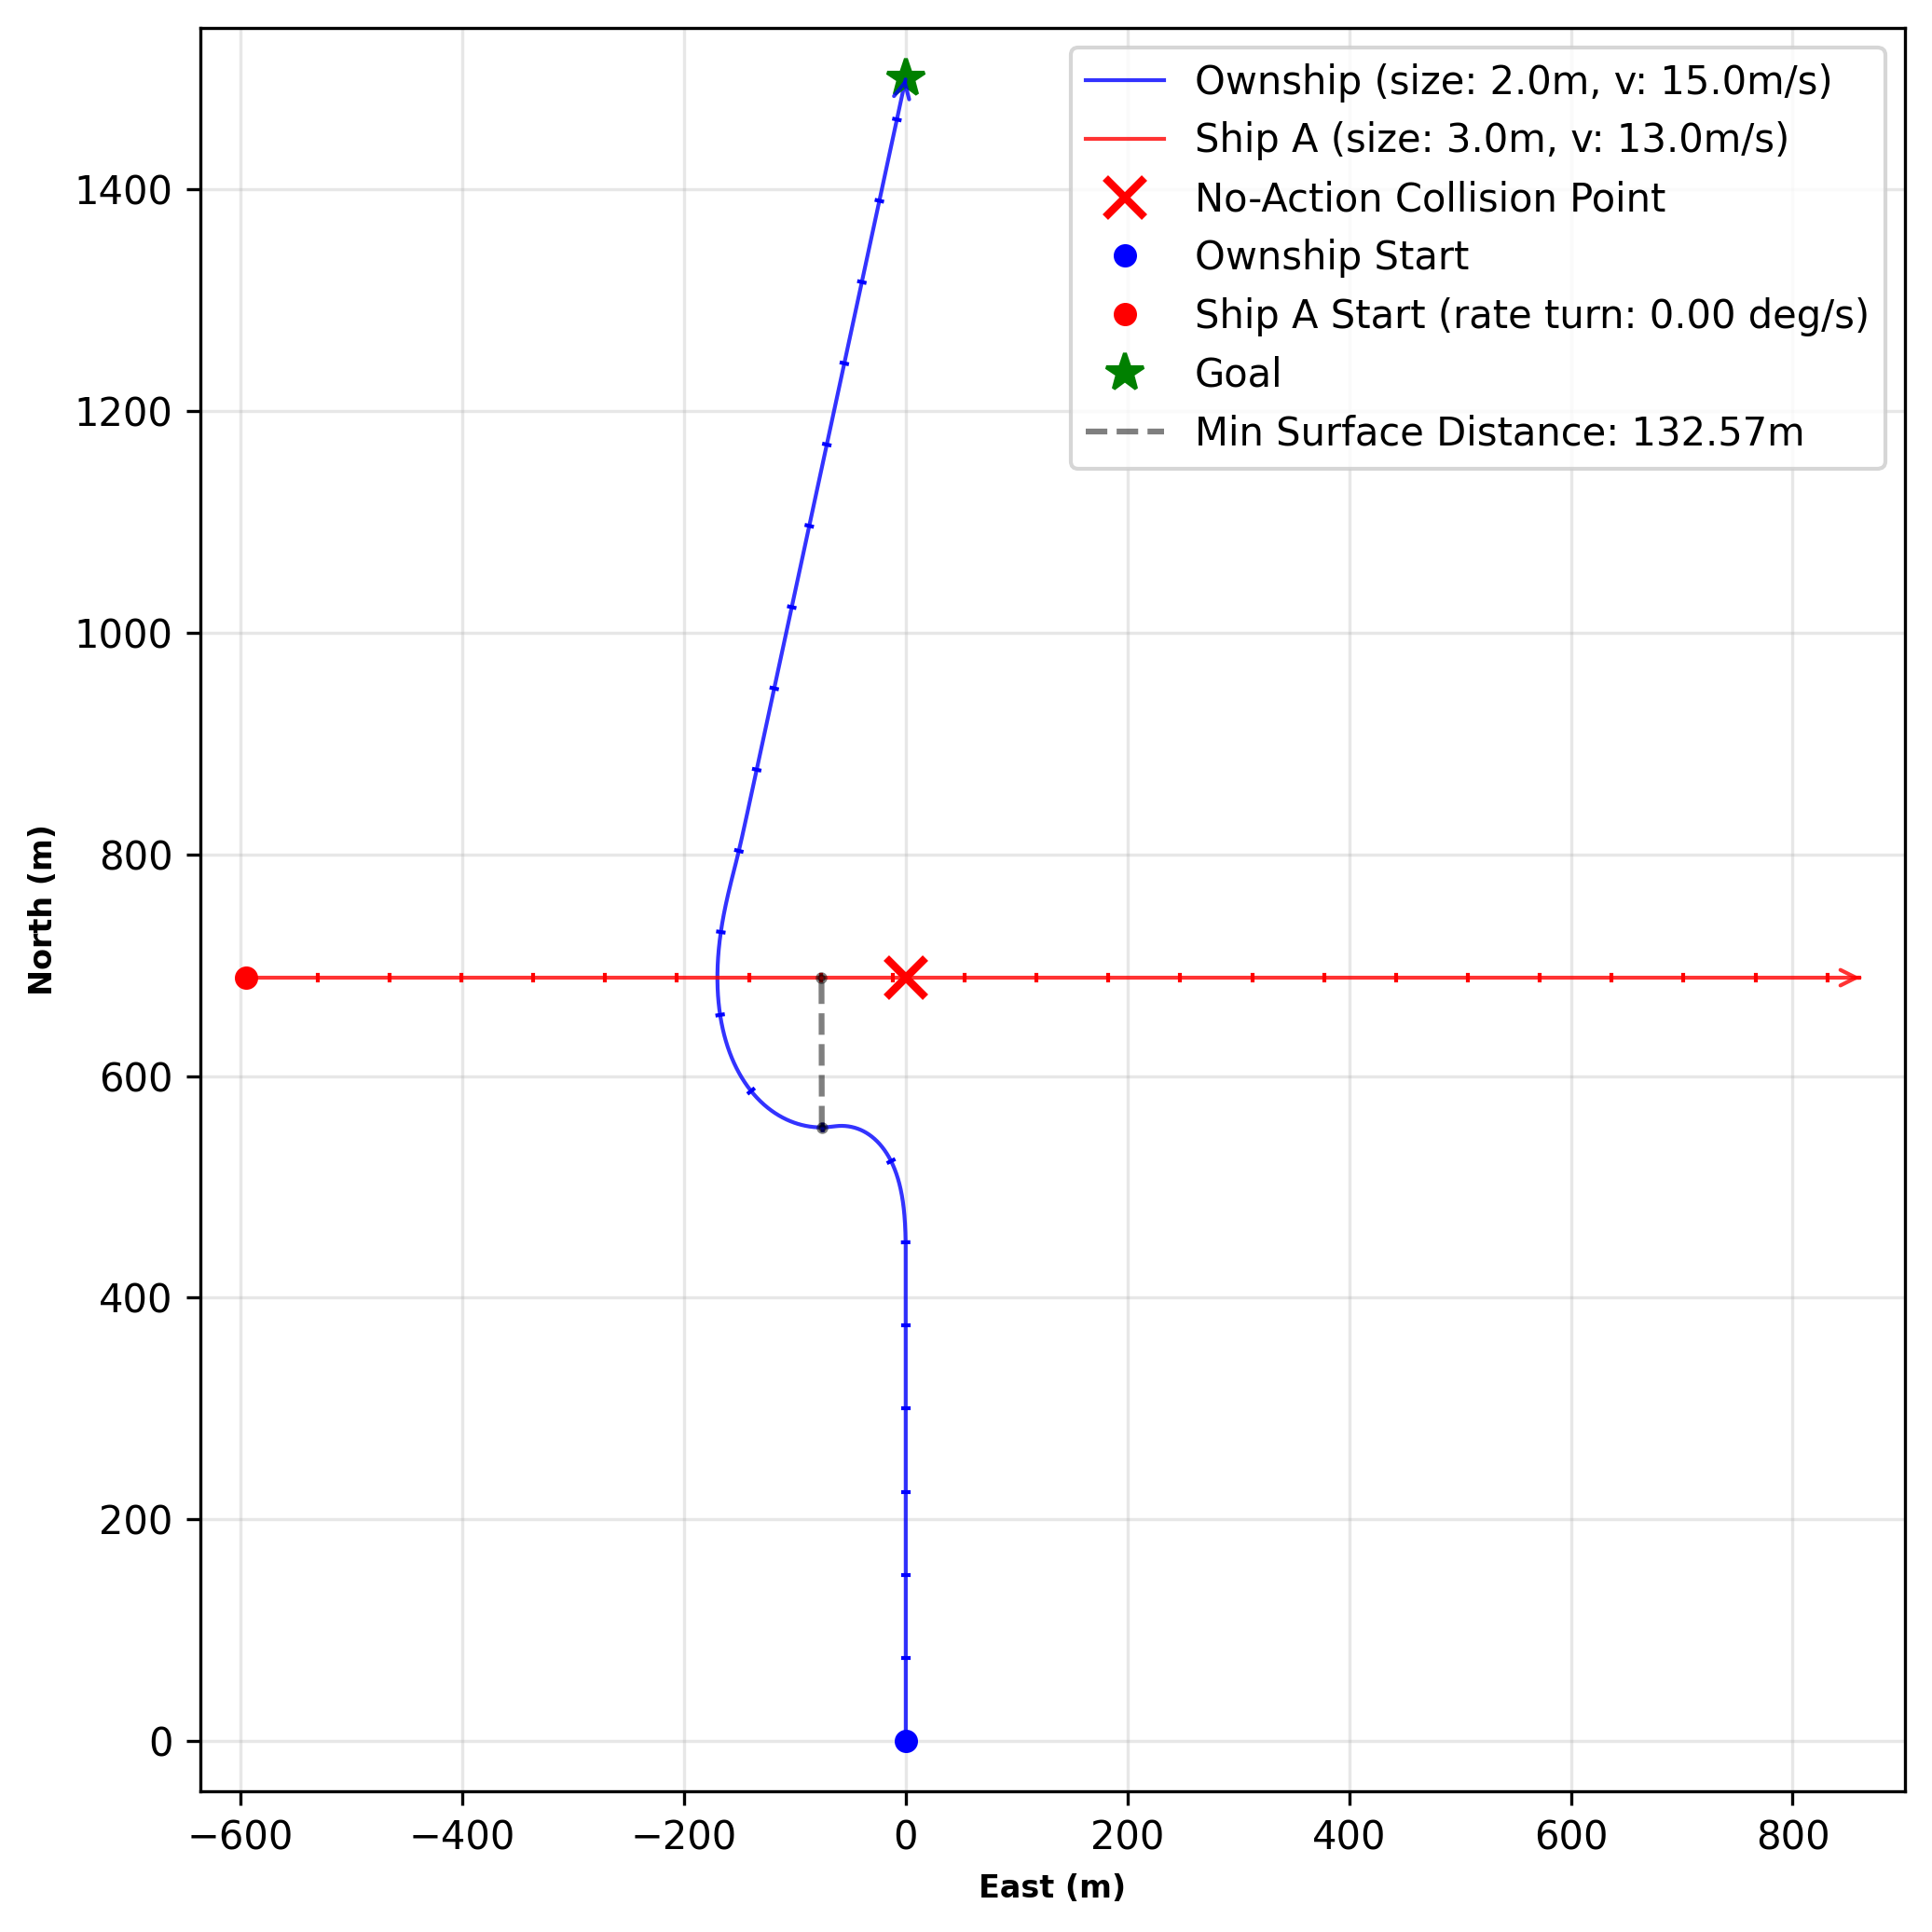 Ownship (size: 2.0m, v: 15.0m/s)
Ship A (size: 3.0m, v: 13.0m/s)
No-Action Collision Point
Ownship Start
Ship A Start (rate turn: 0.00 deg/s)
Goal
Min Surface Distance: 132.57m
1400
1200
1000
800
600
400
200
0
North (m)
−600
−400
−200
0
200
400
600
800
East (m)